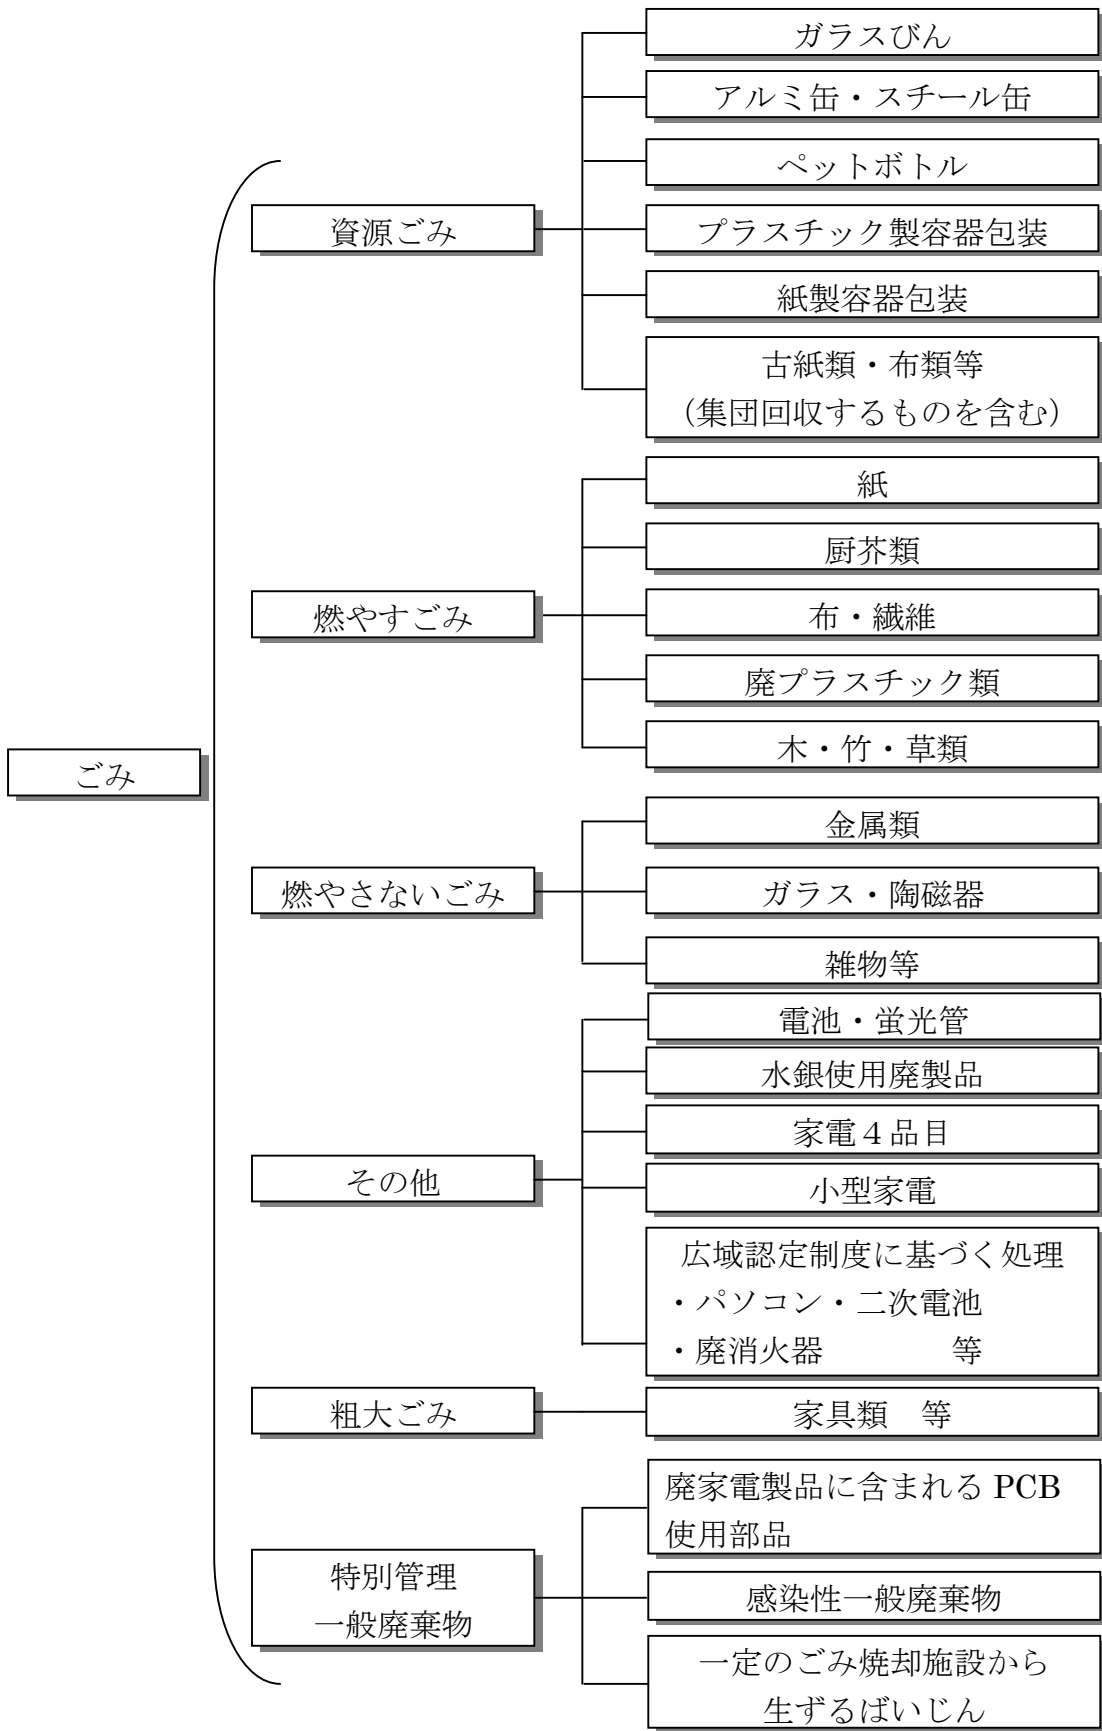 ごみ
資源ごみ
ガラスびん
アルミ缶・スチール缶
ペットボトル
プラスチック製容器包装
紙製容器包装
古紙類・布類等
（集団回収するものを含む）
燃やすごみ
紙
厨芥類
布・繊維
廃プラスチック類
木・竹・草類
燃やさないごみ
金属類
ガラス・陶磁器
雑物等
その他
電池・蛍光管
水銀使用廃製品
家電４品目
小型家電
広域認定制度に基づく処理
・パソコン・二次電池
・廃消火器　　　　等
粗大ごみ
家具類　等
特別管理
一般廃棄物
廃家電製品に含まれる PCB
使用部品
感染性一般廃棄物
一定のごみ焼却施設から
生ずるばいじん